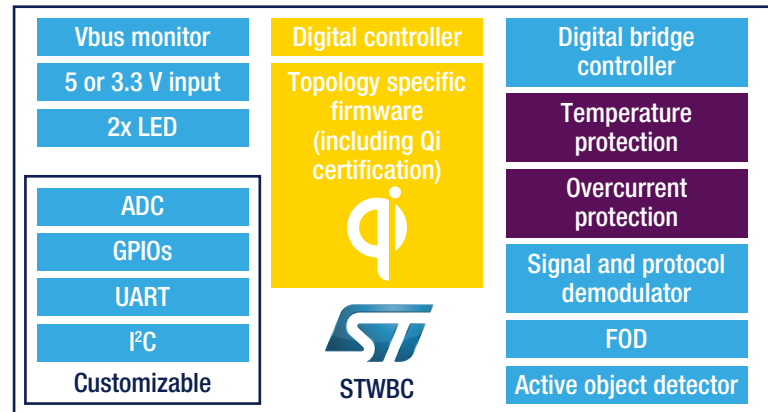 Vbus monitor
5 or 3.3 V input
2x LED
ADC
GPIOs
UART
I²C
Customizable
Digital controller
Topology specific
firmware
(including Qi
certification)
qi
ST
STWBC
Digital bridge
controller
Temperature
protection
Overcurrent
protection
Signal and protocol
demodulator
FOD
Active object detector